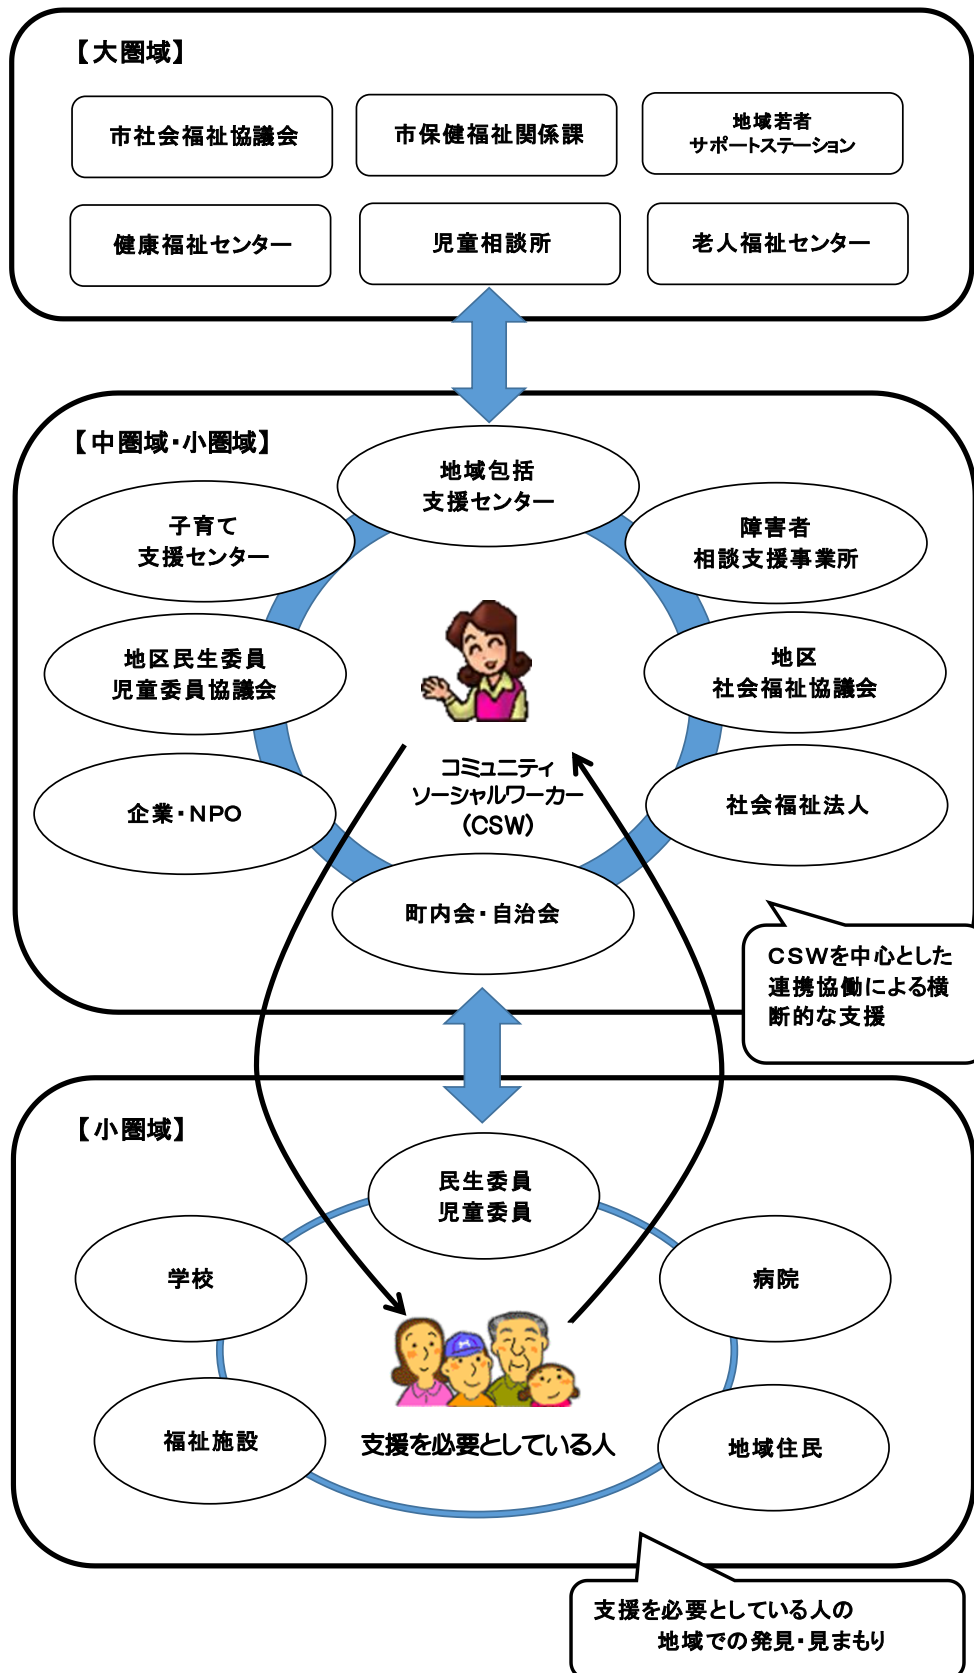 【大圏域】
市社会福祉協議会
市保健福祉関係課
地域若者
サポートステーション
健康福祉センター
児童相談所
老人福祉センター
【中圏域・小圏域】
地域包括
支援センター
子育て
支援センター
障害者
相談支援事業所
地区民生委員
児童委員協議会
地区
社会福祉協議会
コミュニティ
ソーシャルワーカー
(CSW)
企業・NPO
社会福祉法人
町内会・自治会
CSWを中心とした
連携協働による横
断的な支援
【小圏域】
民生委員
児童委員
学校
病院
福祉施設
支援を必要としている人
地域住民
支援を必要としている人の
地域での発見・見まもり